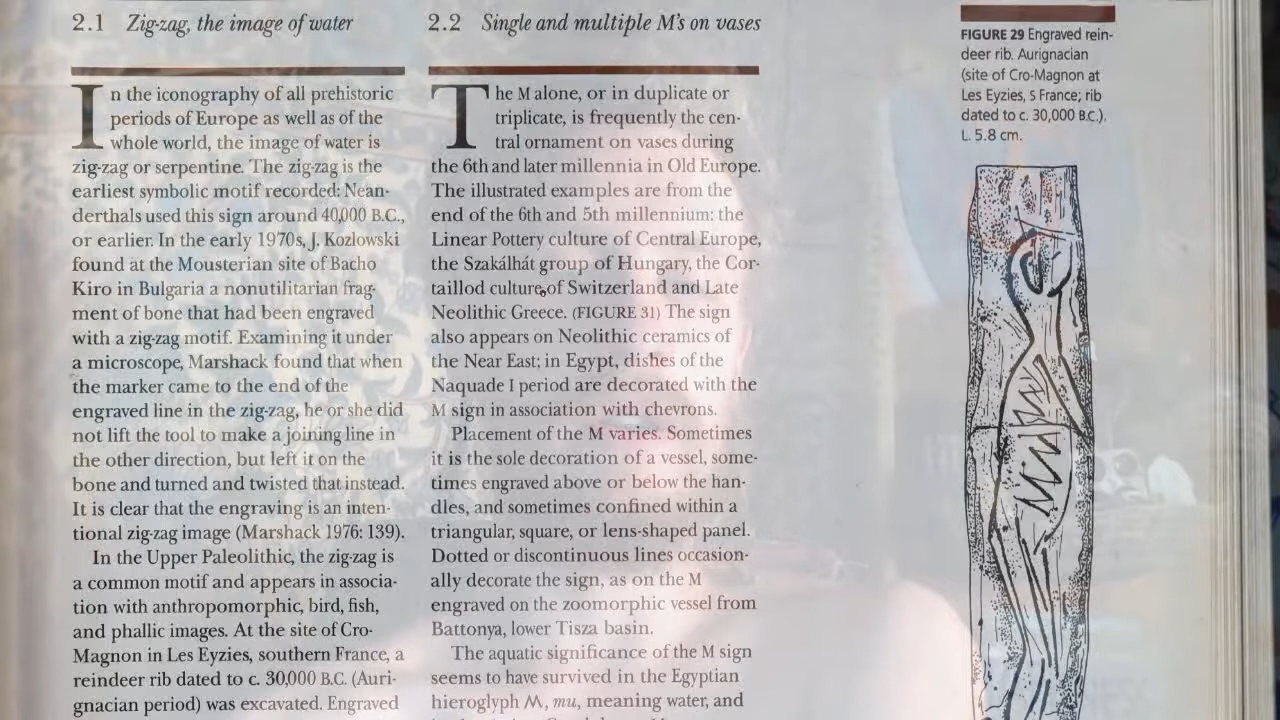 2.1 Zig-zag, the image of water
In the iconography of all prehistoric
periods of Europe as well as of the
whole world, the image of water is
zig-zag or serpentine. The zig-zag is the
earliest symbolic motif recorded: Nean-
derthals used this sign around 40,000 B.C.,
or earlier. In the early 1970s, J. Kozlowski
found at the Mousterian site of Bacho
Kiro in Bulgaria a nonutilitarian frag-
ment of bone that had been engraved
with a zig-zag motif. Examining it under
a microscope, Marshack found that when
the marker came to the end of the
engraved line in the zig-zag, he or she did
not lift the tool to make a joining line in
the other direction, but left it on the
bone and turned and twisted that instead.
It is clear that the engraving is an inten-
tional zig-zag image (Marshack 1976: 139).
In the Upper Paleolithic, the zig-zag is
a common motif and appears in associa-
tion with anthropomorphic, bird, fish,
and phallic images. At the site of Cro-
Magnon in Les Eyzies, southern France, a
reindeer rib dated to c. 30,000 B.C. (Auri-
gnacian period) was excavated. Engraved
2.2 Single and multiple M's on vases
The M alone, or in duplicate or
triplicate, is frequently the cen-
tral ornament on vases during
the 6th and later millennia in Old Europe.
The illustrated examples are from the
end of the 6th and 5th millennium: the
Linear Pottery culture of Central Europe,
the Szakálhát group of Hungary, the Cor-
taillod culture of Switzerland and Late
Neolithic Greece. (FIGURE 31) The sign
also appears on Neolithic ceramics of
the Near East; in Egypt, dishes of the
Naquade I period are decorated with the
M sign in association with chevrons.
Placement of the M varies. Sometimes
it is the sole decoration of a vessel, some-
times engraved above or below the han-
dles, and sometimes confined within a
triangular, square, or lens-shaped panel.
Dotted or discontinuous lines occasion-
ally decorate the sign, as on the M
engraved on the zoomorphic vessel from
Battonya, lower Tisza basin.
The aquatic significance of the M sign
seems to have survived in the Egyptian
hieroglyph M, mu, meaning water, and
FIGURE 29 Engraved rein-
deer rib. Aurignacian
(site of Cro-Magnon at
Les Eyzies, S France; rib
dated to c. 30,000 B.C.).
L. 5.8 cm.